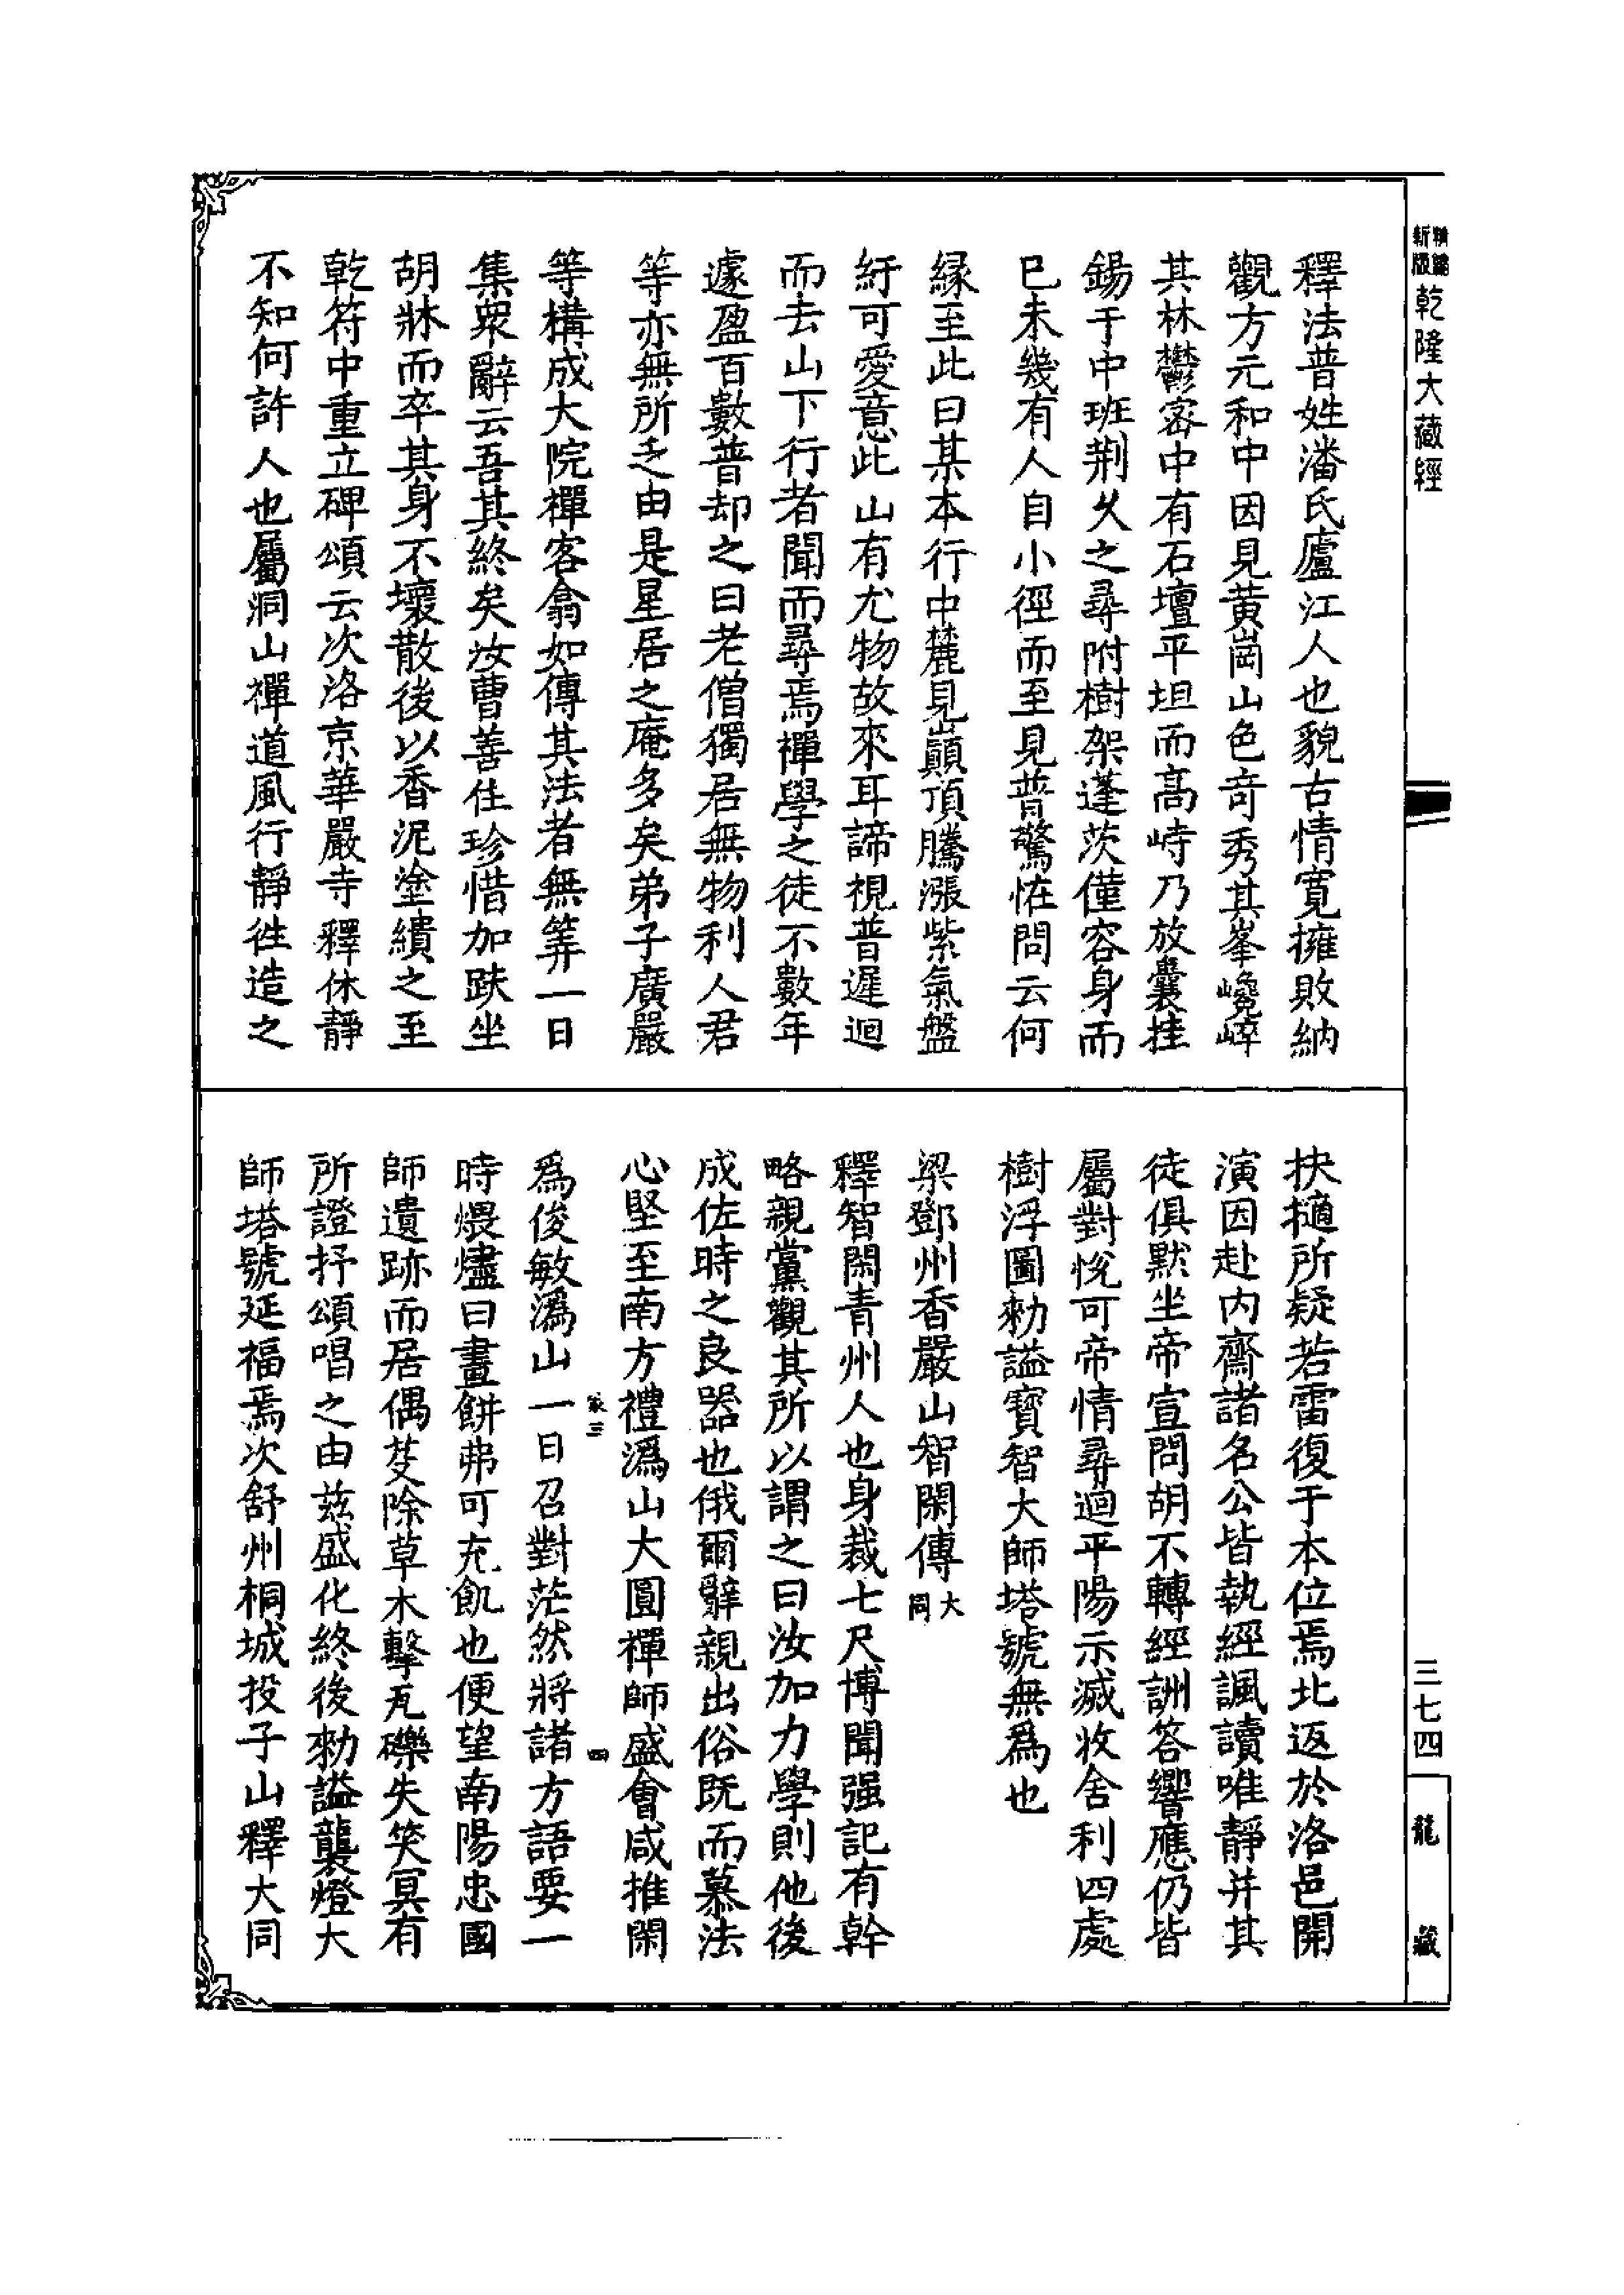 新編
新版
乾隆大藏經
釋法普姓潘氏廬江人也貌古情寬擁敗納
觀方元和中因見黃崗山色竒秀其峯巉崪
其林鬱密中有石壇平坦而高峙乃放囊挂
錫于中班荆久之尋附樹架蓬茨僅容身而
已未幾有人自小徑而至見普驚恠問云何
緣至此曰某本行中麓見巔頂騰漲紫氣盤
紆可愛意此山有尤物故來耳諦視普遲迴
而去山下行者聞而尋焉禪學之徒不數年
遽盈百數普却之曰老僧獨居無物利人君
等亦無所乏由是星居之庵多矣弟子廣嚴
等構成大院禪客翕如傳其法者無筭一日
集眾辭云吾其終矣汝曹善住珍惜加趺坐
胡牀而卒其身不壞散後以香泥塗繢之至
乾符中重立碑頌云次洛京華嚴寺釋休靜
不知何許人也屬洞山禪道風行靜徃造之
抉擿所疑若雷復于本位焉北返於洛邑開
演因赴内齋諸名公皆執經諷讀唯靜并其
徒俱默坐帝宣問胡不轉經詶答響應仍皆
屬對悅可帝情尋迴平陽示滅收舍利四處
樹浮圖勑謚寶智大師塔號無為也
梁鄧州香嚴山智閑傳大同
釋智閑青州人也身裁七尺博聞强記有幹
略親黨觀其所以謂之曰汝加力學則他後
成佐時之良器也俄爾辭親出俗既而慕法
心堅至南方禮溈山大圓禪師盛會咸推閑
三
四
為俊敏溈山一日召對茫然將諸方語要一
時煨燼曰畫餅弗可充飢也便望南陽忠國
師遺跡而居偶芟除草木擊瓦礫失笑冥有
所證抒頌唱之由兹盛化終後勑謚襲燈大
師塔號延福焉次舒州桐城投子山釋大同
三七四
龍藏